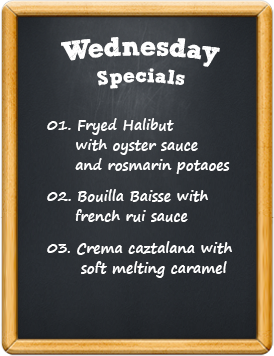 Wednesday
Specials
01. Fryed Halibut
with oyster sauce
and rosmarin potaoes
02. Bouilla Baisse with
french rui sauce
03. Crema caztalana with
soft melting caramel